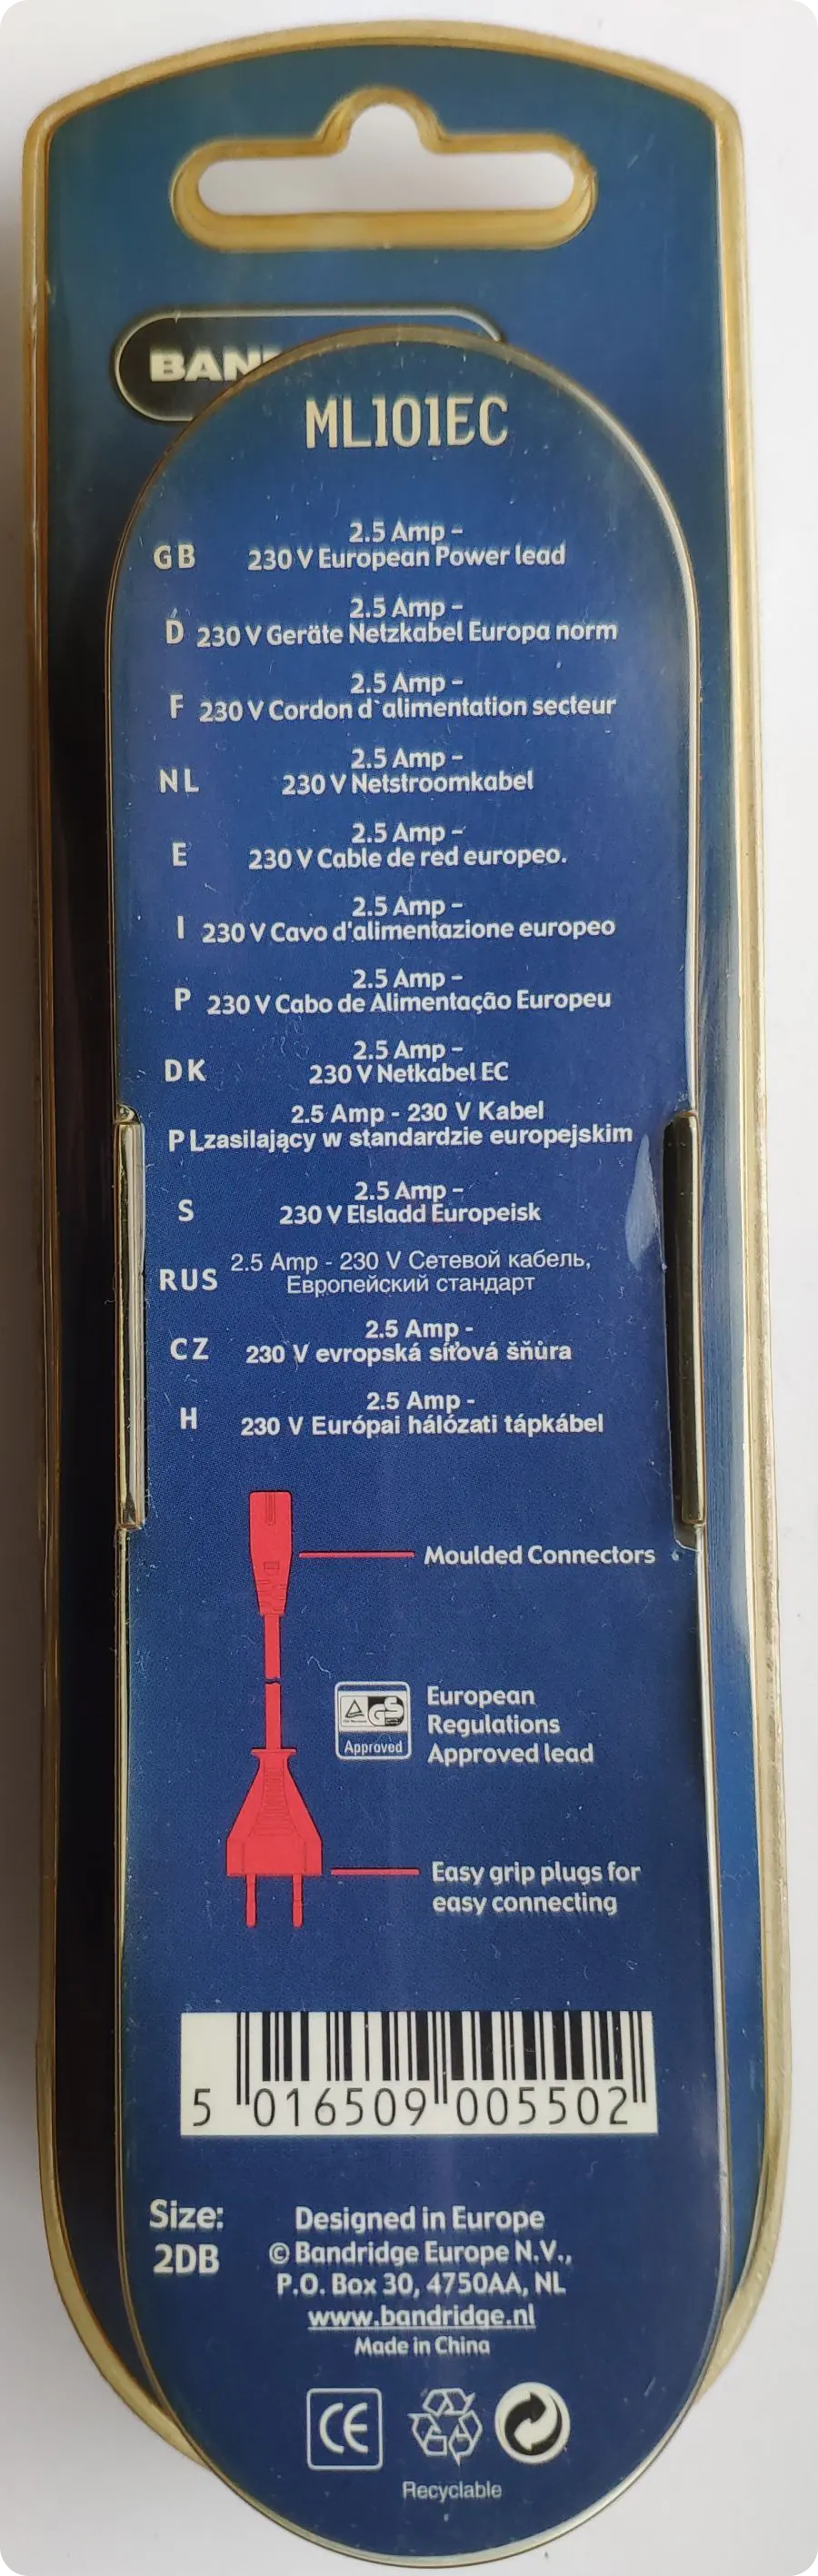 BAN
ML101EC
2.5 Amp -
GB 230 V European Power lead
2.5 Amp -
D 230 V Geräte Netzkabel Europa norm
2.5 Amp -
F 230 V Cordon d`alimentation secteur
2.5 Amp -
NL 230 V Netstroomkabel
2.5 Amp -
E 230 V Cable de red europeo.
2.5 Amp -
I 230 V Cavo d'alimentazione europeo
2.5 Amp -
P 230 V Cabo de Alimentação Europeu
2.5 Amp -
DK 230 V Netkabel EC
2.5 Amp - 230 V Kabel
PL zasilający w standardzie europejskim
2.5 Amp -
S 230 V Elsladd Europeisk
2.5 Amp - 230 V Сетевой кабель,
RUS Европейский стандарт
2.5 Amp -
CZ 230 V evropská síťová šňůra
2.5 Amp -
H 230 V Európai hálózati tápkábel
Moulded Connectors
European
Regulations
Approved lead
GS
Approved
Easy grip plugs for
easy connecting
5 016509 005502
Size:
2DB
Designed in Europe
© Bandridge Europe N.V.,
P.O. Box 30, 4750AA, NL
www.bandridge.nl
Made in China
CE
Recyclable